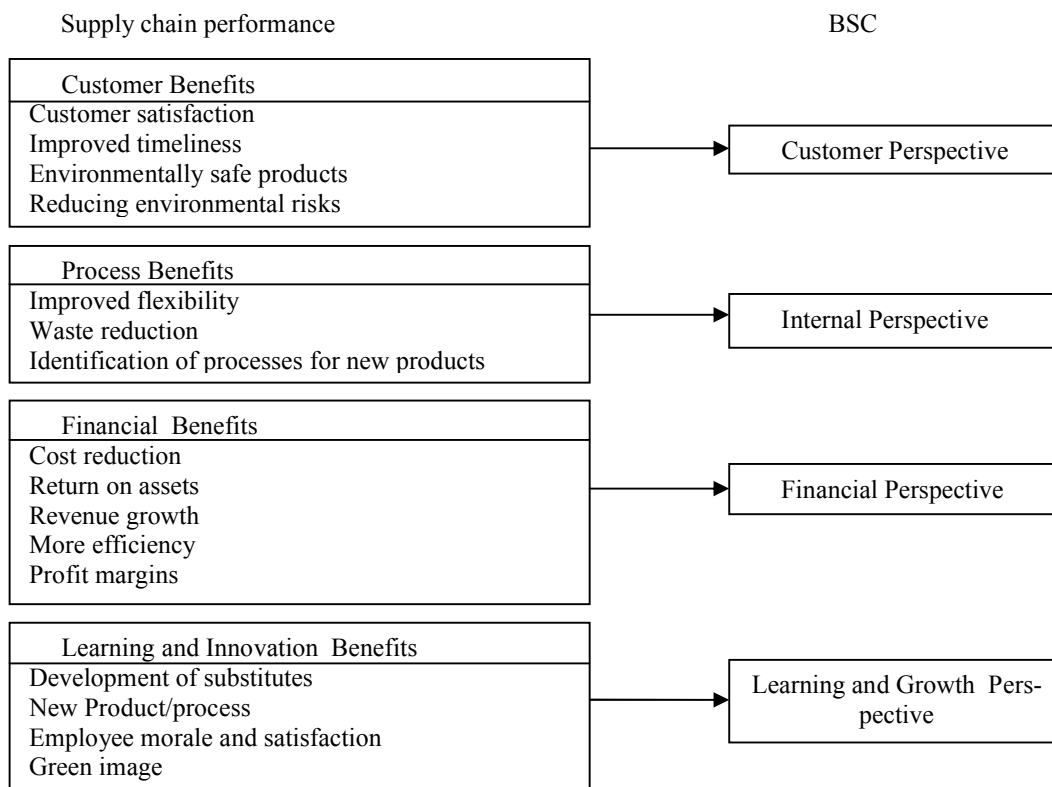 Supply chain performance
BSC
Customer Benefits
Customer satisfaction
Improved timeliness
Environmentally safe products
Reducing environmental risks
Customer Perspective
Process Benefits
Improved flexibility
Waste reduction
Identification of processes for new products
Internal Perspective
Financial Benefits
Cost reduction
Return on assets
Revenue growth
More efficiency
Profit margins
Financial Perspective
Learning and Innovation Benefits
Development of substitutes
New Product/process
Employee morale and satisfaction
Green image
Learning and Growth Pers-
pective